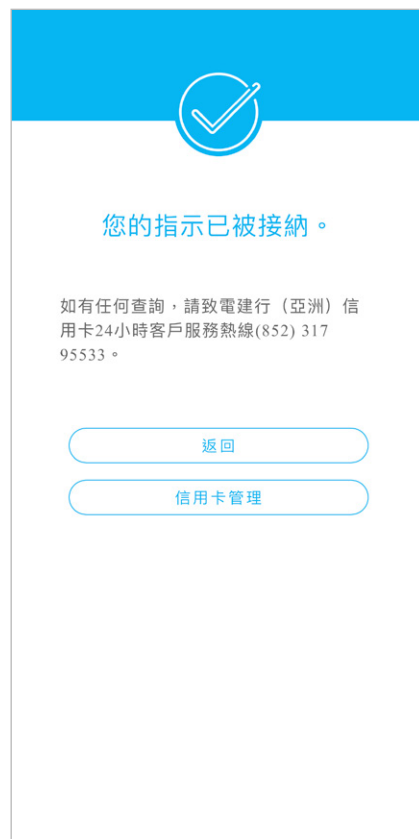 您的指示已被接納。
如有任何查詢，請致電建行（亞洲）信
用卡24小時客戶服務熱線(852) 317
95533。
返回
信用卡管理